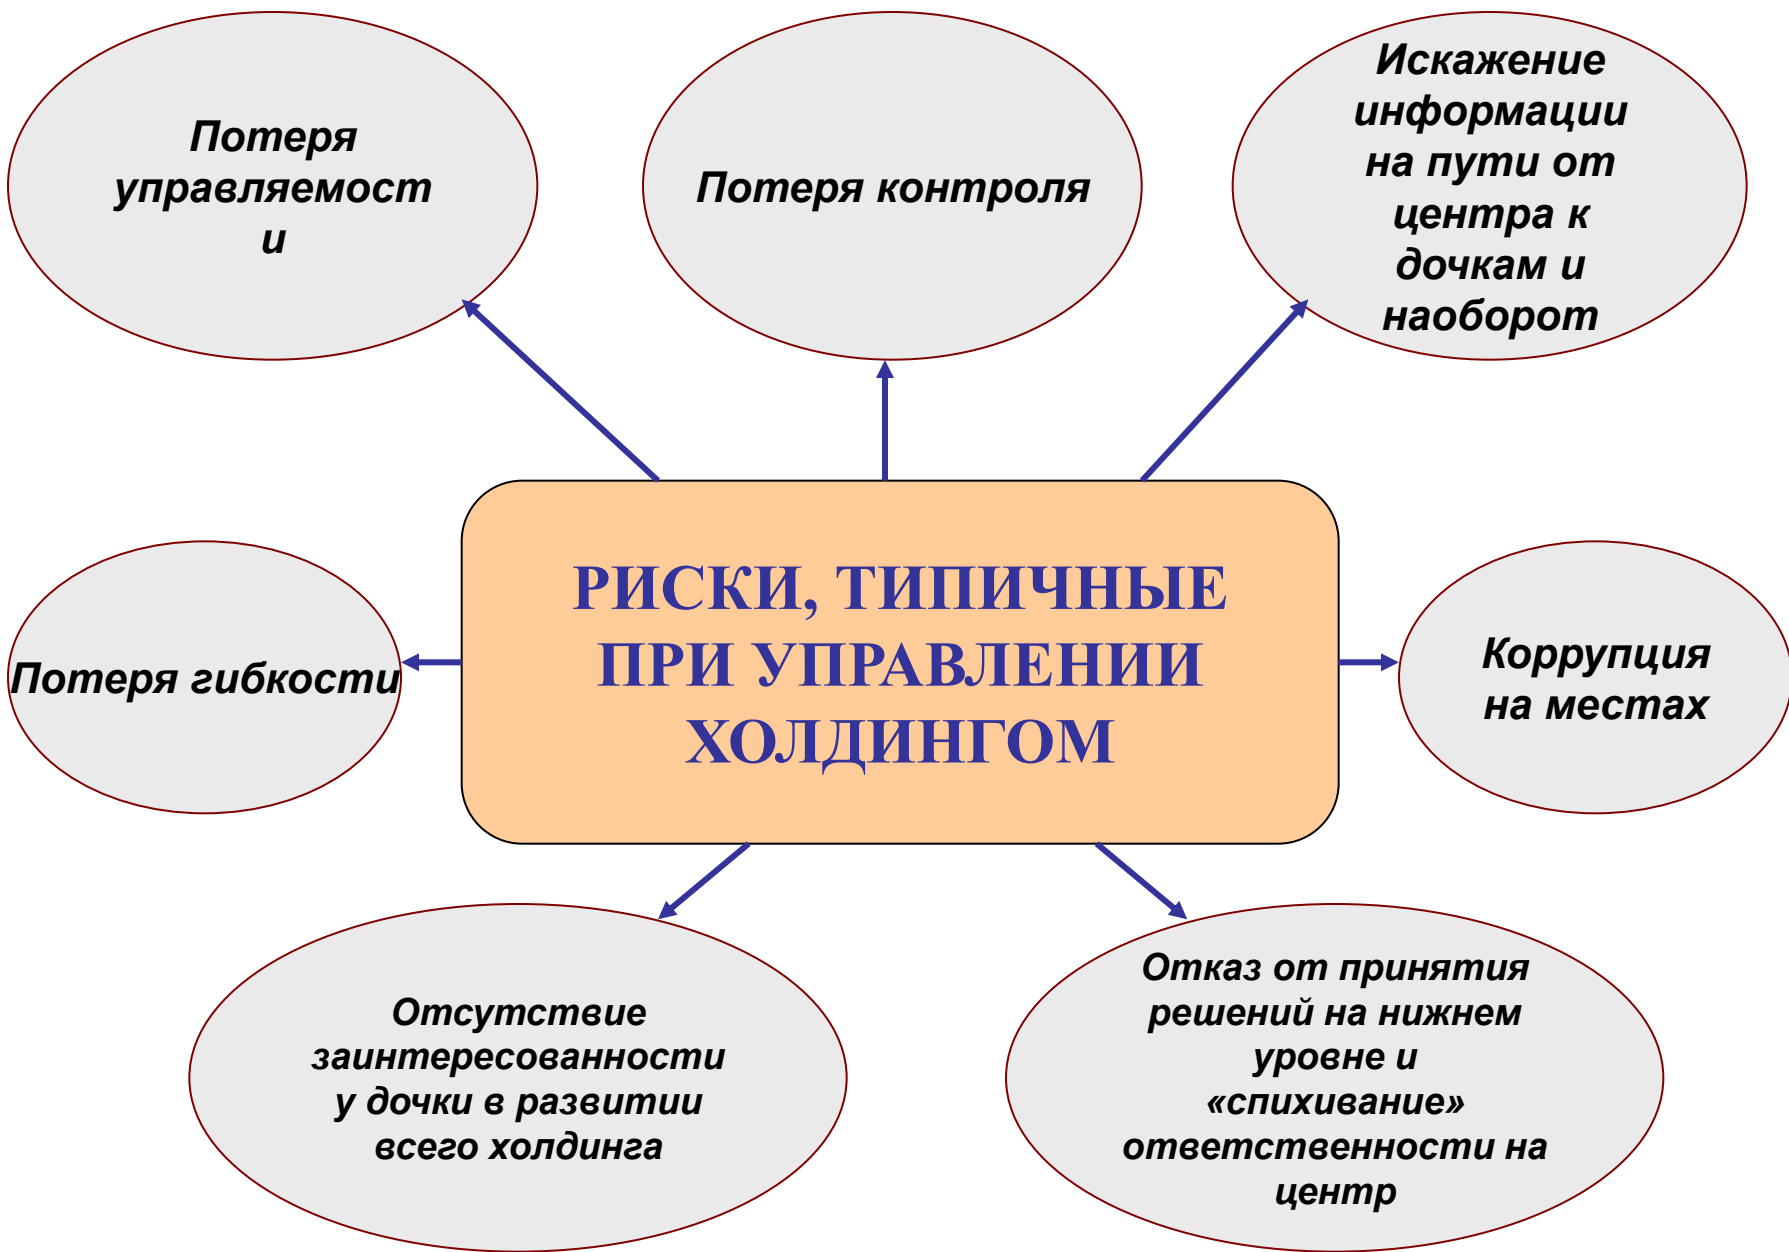 Потеря
управляемост
и
Потеря контроля
Искажение
информации
на пути от
центра к
дочкам и
наоборот
РИСКИ, ТИПИЧНЫЕ
ПРИ УПРАВЛЕНИИ
ХОЛДИНГОМ
Потеря гибкости
Коррупция
на местах
Отсутствие
заинтересованности
у дочки в развитии
всего холдинга
Отказ от принятия
решений на нижнем
уровне и
«спихивание»
ответственности на
центр